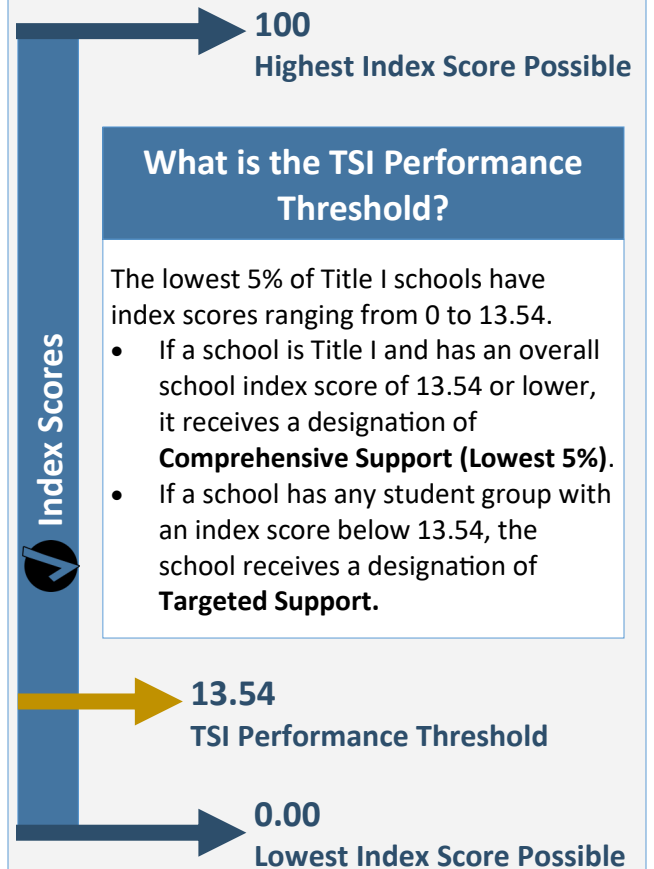 100
Highest Index Score Possible
What is the TSI Performance
Threshold?
The lowest 5% of Title I schools have
index scores ranging from 0 to 13.54.
• If a school is Title I and has an overall
school index score of 13.54 or lower,
it receives a designation of
Comprehensive Support (Lowest 5%).
• If a school has any student group with
an index score below 13.54, the
school receives a designation of
Targeted Support.
Index Scores
13.54
TSI Performance Threshold
0.00
Lowest Index Score Possible